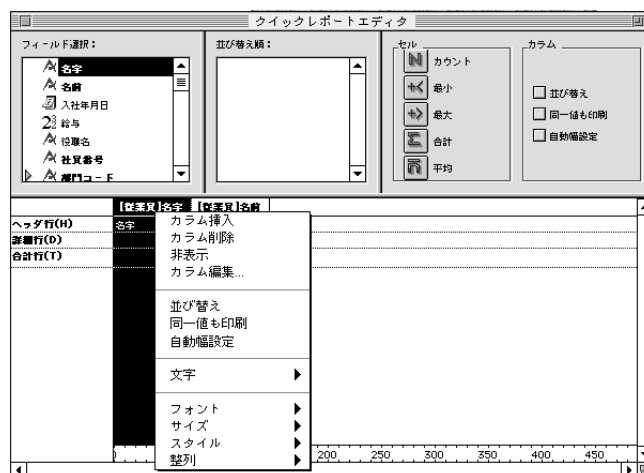 クイックレポートエディタ
フィールド選択：
名字
名前
入社年月日
給与
役職名
社員番号
部門コード
並び替え順：
セル
カウント
最小
最大
合計
平均
カラム
並び替え
同一値も印刷
自動幅設定
[従業員]名字 [従業員]名前
ヘッダ行(H)
名字
詳細行(D)
合計行(T)
カラム挿入
カラム削除
非表示
カラム編集...
並び替え
同一値も印刷
自動幅設定
文字
フォント
サイズ
スタイル
整列
200 250 300 350 400 450